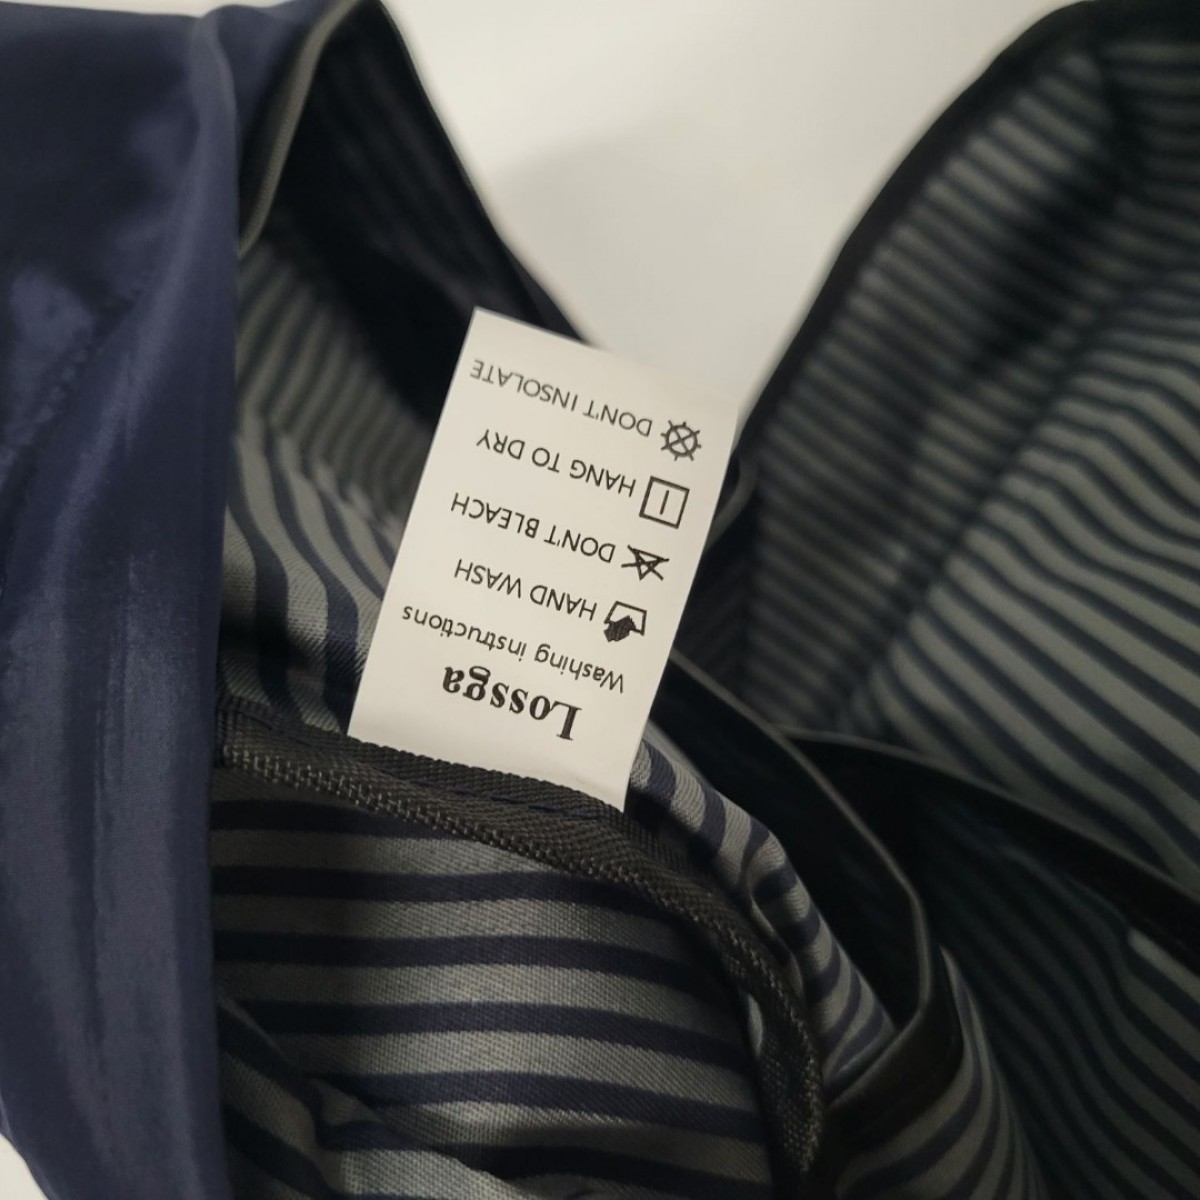 Lossga
Washing instructions
HAND WASH
DON'T BLEACH
HANG TO DRY
DON'T INSOLATE